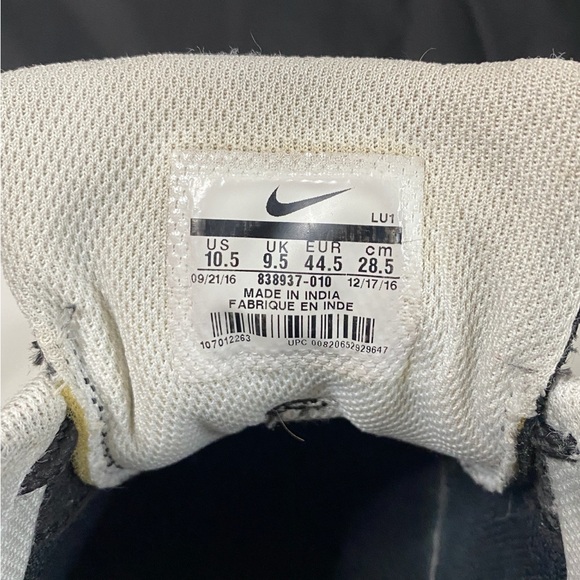 LU1
US UK EUR cm
10.5 9.5 44.5 28.5
09/21/16 838937-010 12/17/16
MADE IN INDIA
FABRIQUE EN INDE
107012263 UPC 00820652929647